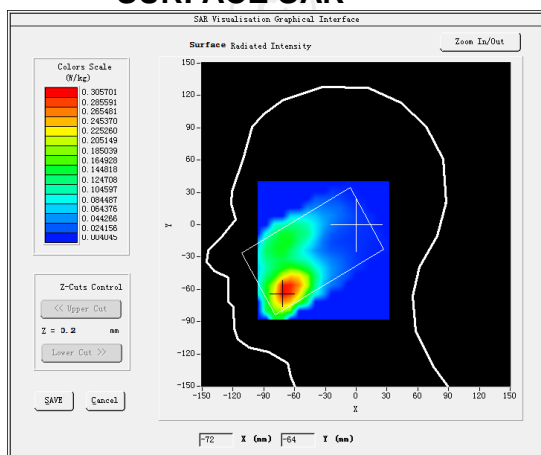 SURFACE SAR
SAR Visualisation Graphical Interface
Surface Radiated Intensity
Zoom In/Out
Colors Scale
(W/kg)
0.305701
0.285591
0.265481
0.245370
0.225260
0.205149
0.185039
0.164928
0.144818
0.124708
0.104597
0.084487
0.064376
0.044266
0.024156
0.004045
Z-Cuts Control
<< Upper Cut
Z = 0.2 mm
Lower Cut >>
SAVE Cancel
150
120
90
60
30
0
-30
-60
-90
-120
-150
Y
-150 -120 -90 -60 -30 0 30 60 90 120 150
X
-72 X (mm) -64 Y (mm)